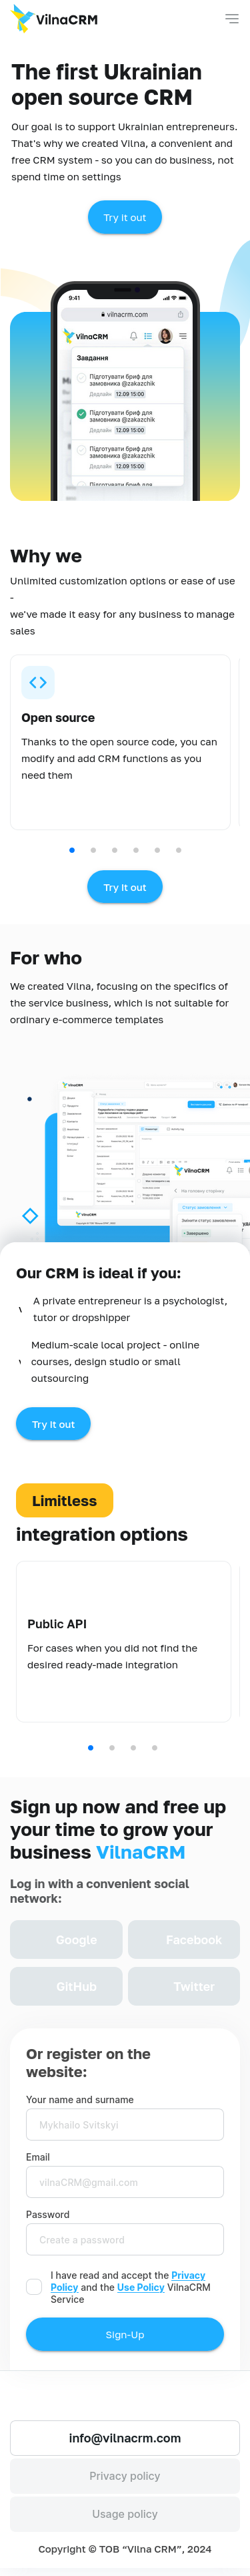 VilnaCRM
The first Ukrainian
open source CRM
Our goal is to support Ukrainian entrepreneurs.
That's why we created Vilna, a convenient and
free CRM system - so you can do business, not
spend time on settings
Try it out
9:41
vilnacrm.com
VilnaCRM
Завдання
Підготувати бриф для
замовника @zakazchik
Дедлайн 12.09 15:00
Підготувати бриф для
замовника @zakazchik
Дедлайн 12.09 15:00
Підготувати бриф для
замовника @zakazchik
Дедлайн 12.09 15:00
Підготувати бриф для
Why we
Unlimited customization options or ease of use
-
we've made it easy for any business to manage
sales
Open source
Thanks to the open source code, you can
modify and add CRM functions as you
need them
Try It out
For who
We created Vilna, focusing on the specifics of
the service business, which is not suitable for
ordinary e-commerce templates
VilnaCRM
VilnaCRM
На головну сторінку
Статус замовлення
Змініть статус замовлення
Завершено
VilnaCRM
Our CRM is ideal if you:
A private entrepreneur is a psychologist,
tutor or dropshipper
Medium-scale local project - online
courses, design studio or small
outsourcing
Try it out
Limitless
integration options
Public API
For cases when you did not find the
desired ready-made integration
Sign up now and free up
your time to grow your
business VilnaCRM
Log in with a convenient social
network:
Google
Facebook
GitHub
Twitter
Or register on the
website:
Your name and surname
Mykhailo Svitskyi
Email
vilnaCRM@gmail.com
Password
Create a password
I have read and accept the Privacy
Policy and the Use Policy VilnaCRM
Service
Sign-Up
info@vilnacrm.com
Privacy policy
Usage policy
Copyright © ТОВ “Vilna CRM”, 2024